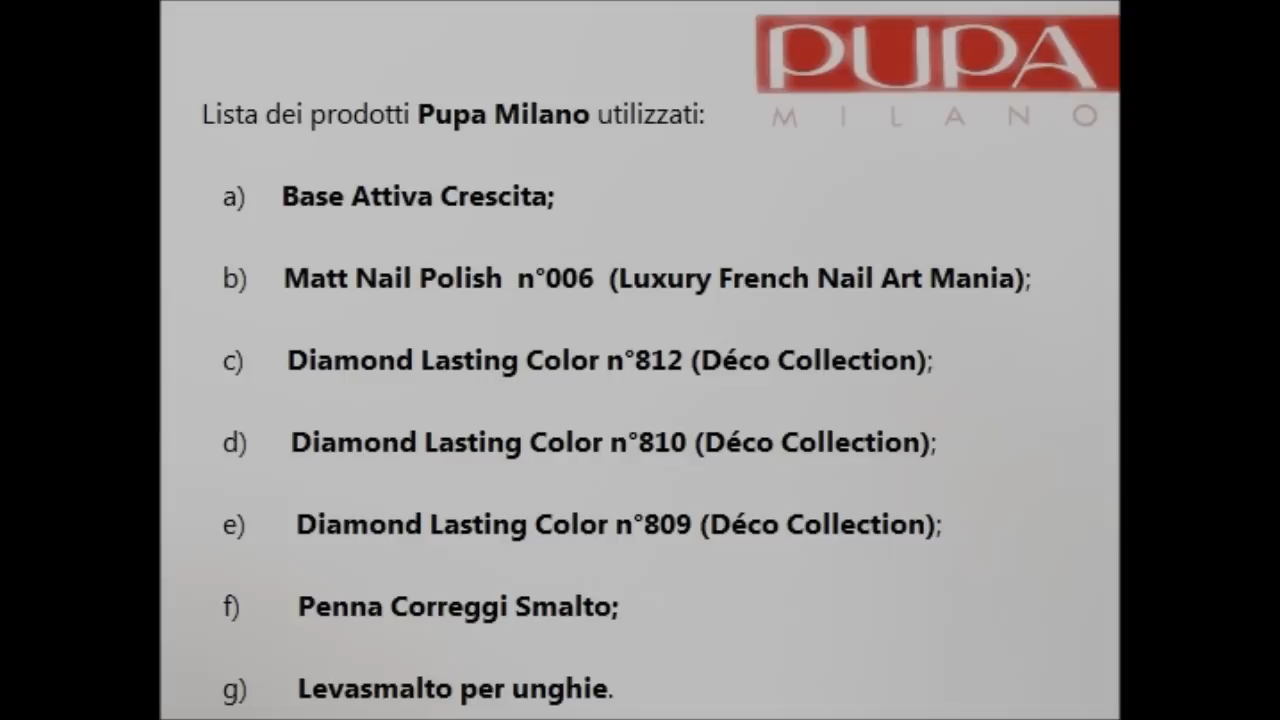 PUPA
MILANO
Lista dei prodotti Pupa Milano utilizzati:
a) Base Attiva Crescita;
b) Matt Nail Polish n°006 (Luxury French Nail Art Mania);
c) Diamond Lasting Color n°812 (Déco Collection);
d) Diamond Lasting Color n°810 (Déco Collection);
e) Diamond Lasting Color n°809 (Déco Collection);
f) Penna Correggi Smalto;
g) Levasmalto per unghie.